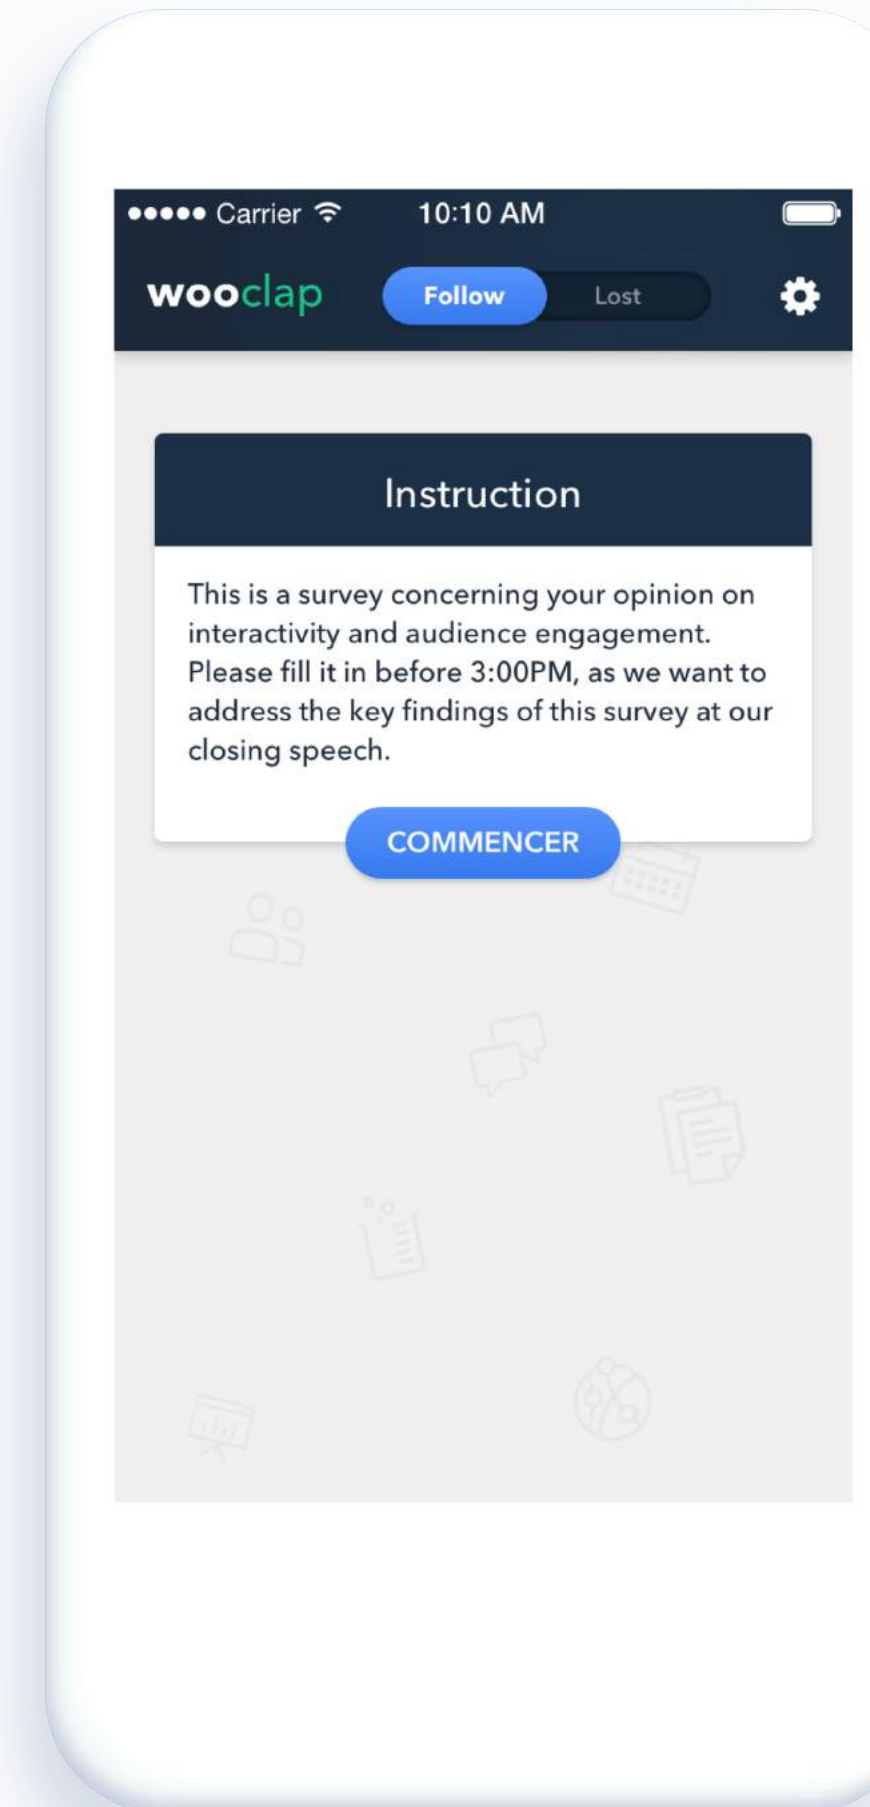 Carrier 10:10 AM
wooclap Follow Lost
Instruction
This is a survey concerning your opinion on
interactivity and audience engagement.
Please fill it in before 3:00PM, as we want to
address the key findings of this survey at our
closing speech.
COMMENCER